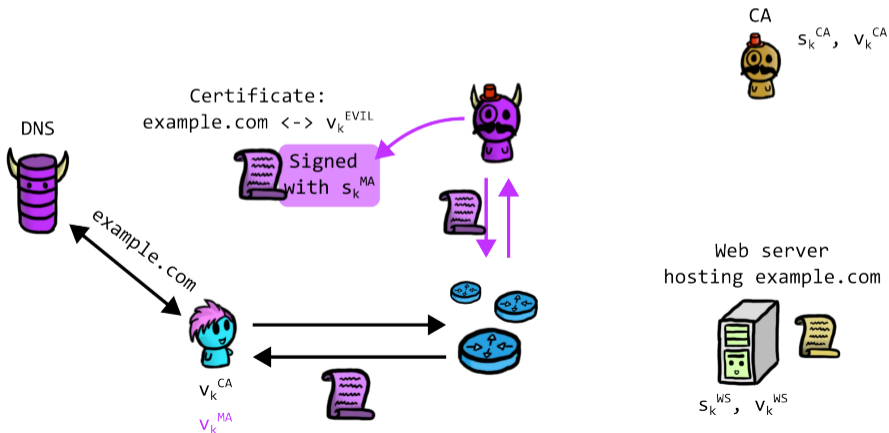 CA
s_k^CA, v_k^CA
Certificate:
example.com <-> v_k^EVIL
DNS
Signed
with s_k^MA
example.com
Web server
hosting example.com
v_k^CA
v_k^MA
s_k^WS, v_k^WS